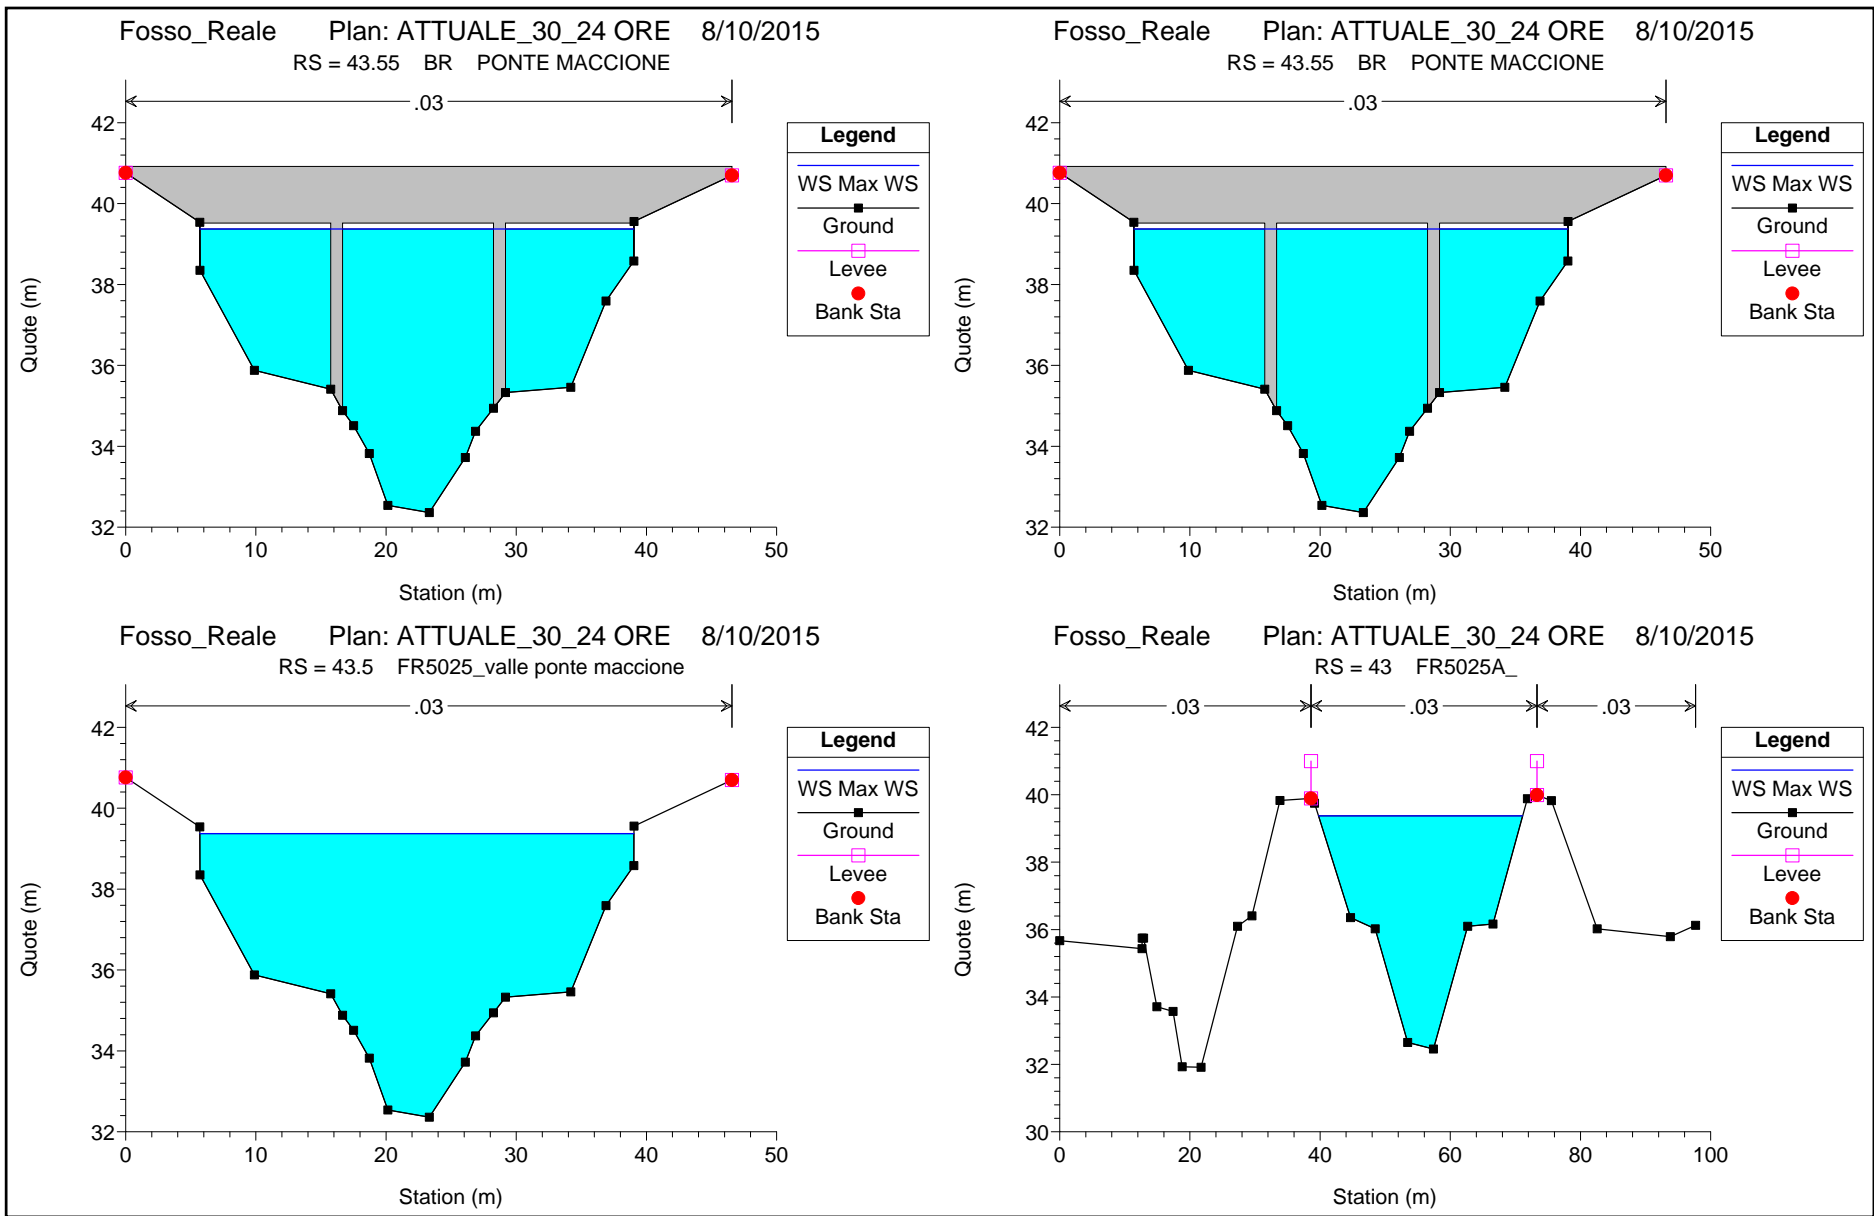 Fosso_Reale Plan: ATTUALE_30_24 ORE 8/10/2015
RS = 43.55 BR PONTE MACCIONE
.03
42
40
38
36
34
32
0 10 20 30 40 50
Quote (m)
Station (m)
Legend
WS Max WS
Ground
Levee
Bank Sta
Fosso_Reale Plan: ATTUALE_30_24 ORE 8/10/2015
RS = 43.55 BR PONTE MACCIONE
.03
42
40
38
36
34
32
0 10 20 30 40 50
Quote (m)
Station (m)
Legend
WS Max WS
Ground
Levee
Bank Sta
Fosso_Reale Plan: ATTUALE_30_24 ORE 8/10/2015
RS = 43.5 FR5025_valle ponte maccione
.03
42
40
38
36
34
32
0 10 20 30 40 50
Quote (m)
Station (m)
Legend
WS Max WS
Ground
Levee
Bank Sta
Fosso_Reale Plan: ATTUALE_30_24 ORE 8/10/2015
RS = 43 FR5025A_
.03 .03 .03
42
40
38
36
34
32
30
0 20 40 60 80 100
Quote (m)
Station (m)
Legend
WS Max WS
Ground
Levee
Bank Sta